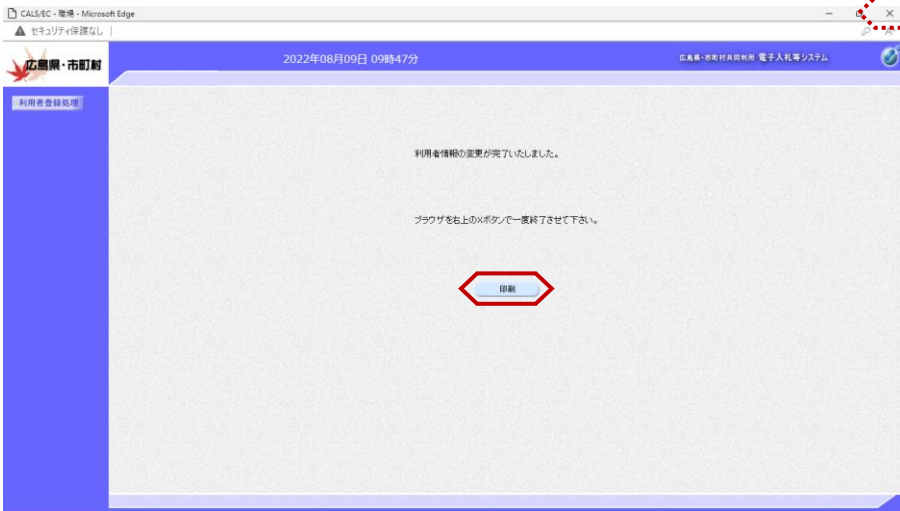 CALS/EC - 職場 - Microsoft Edge
セキュリティ保護なし
広島県・市町村
2022年08月09日 09時47分
広島県・市町村共同利用 電子入札等システム
利用者登録処理
利用者情報の変更が完了いたしました。
ブラウザを右上の×ボタンで一度終了させて下さい。
印刷